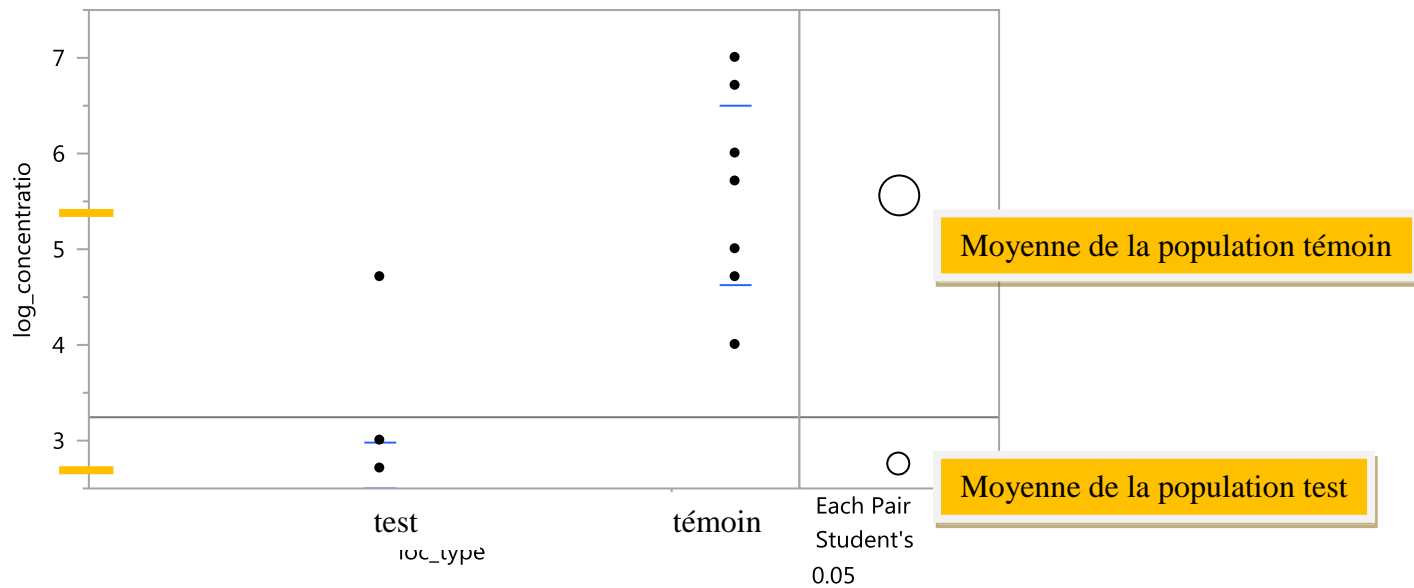 7
6
5
4
3
log_concentratio
Moyenne de la population témoin
Moyenne de la population test
test
témoin
loc_type
Each Pair
Student's
0.05